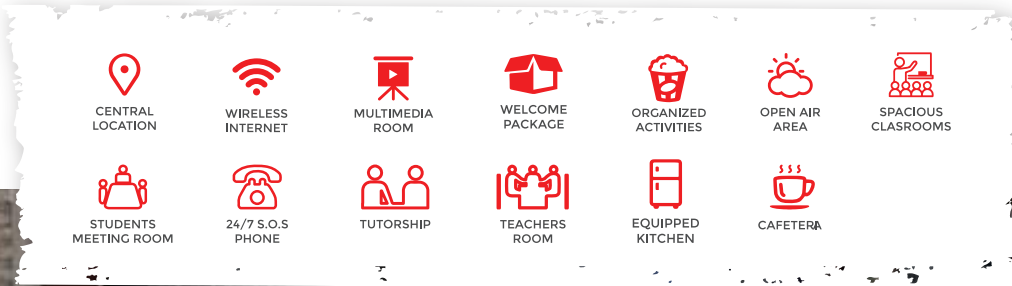 CENTRAL
LOCATION
WIRELESS
INTERNET
MULTIMEDIA
ROOM
WELCOME
PACKAGE
ORGANIZED
ACTIVITIES
OPEN AIR
AREA
SPACIOUS
CLASROOMS
STUDENTS
MEETING ROOM
24/7 S.O.S
PHONE
TUTORSHIP
TEACHERS
ROOM
EQUIPPED
KITCHEN
CAFETERIA